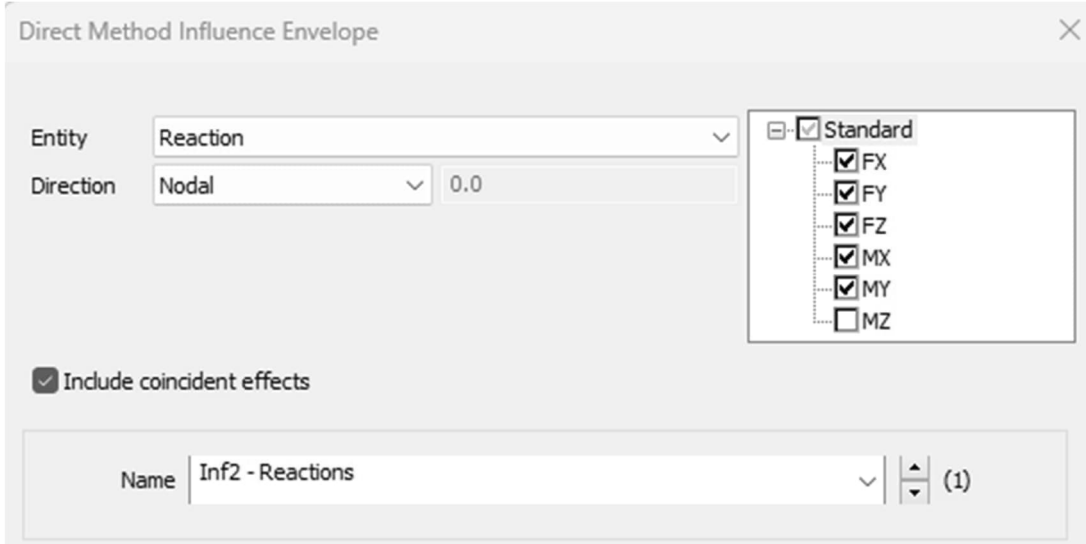 Direct Method Influence Envelope
Entity
Reaction
Direction
Nodal
0.0
Standard
FX
FY
FZ
MX
MY
MZ
Include coincident effects
Name
Inf2 - Reactions
(1)